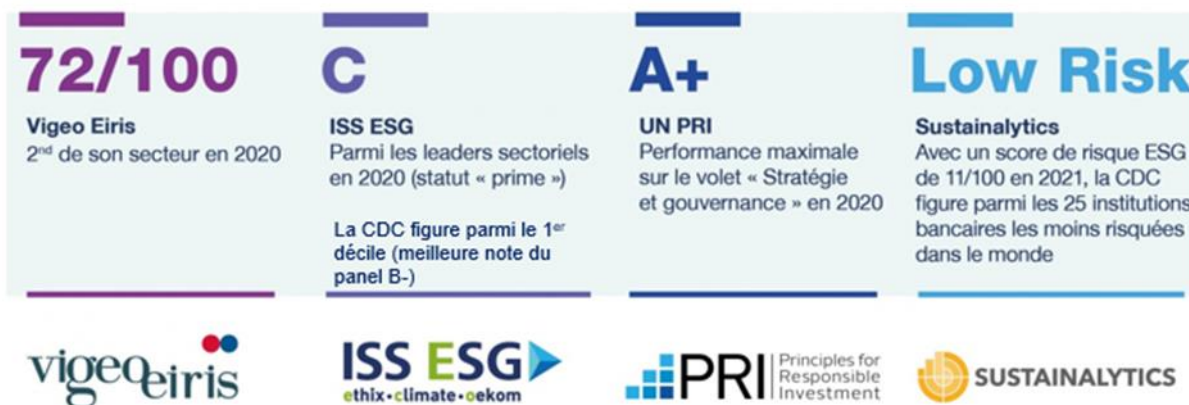 72/100
Vigeo Eiris
2nd de son secteur en 2020
C
ISS ESG
Parmi les leaders sectoriels
en 2020 (statut « prime »)
La CDC figure parmi le 1er
décile (meilleure note du
panel B-)
A+
UN PRI
Performance maximale
sur le volet « Stratégie
et gouvernance » en 2020
Low Risk
Sustainalytics
Avec un score de risque ESG
de 11/100 en 2021, la CDC
figure parmi les 25 institutions
bancaires les moins risquées
dans le monde
vigeoeiris
ISS ESG
ethix·climate·oekom
PRI
Principles for
Responsible
Investment
SUSTAINALYTICS